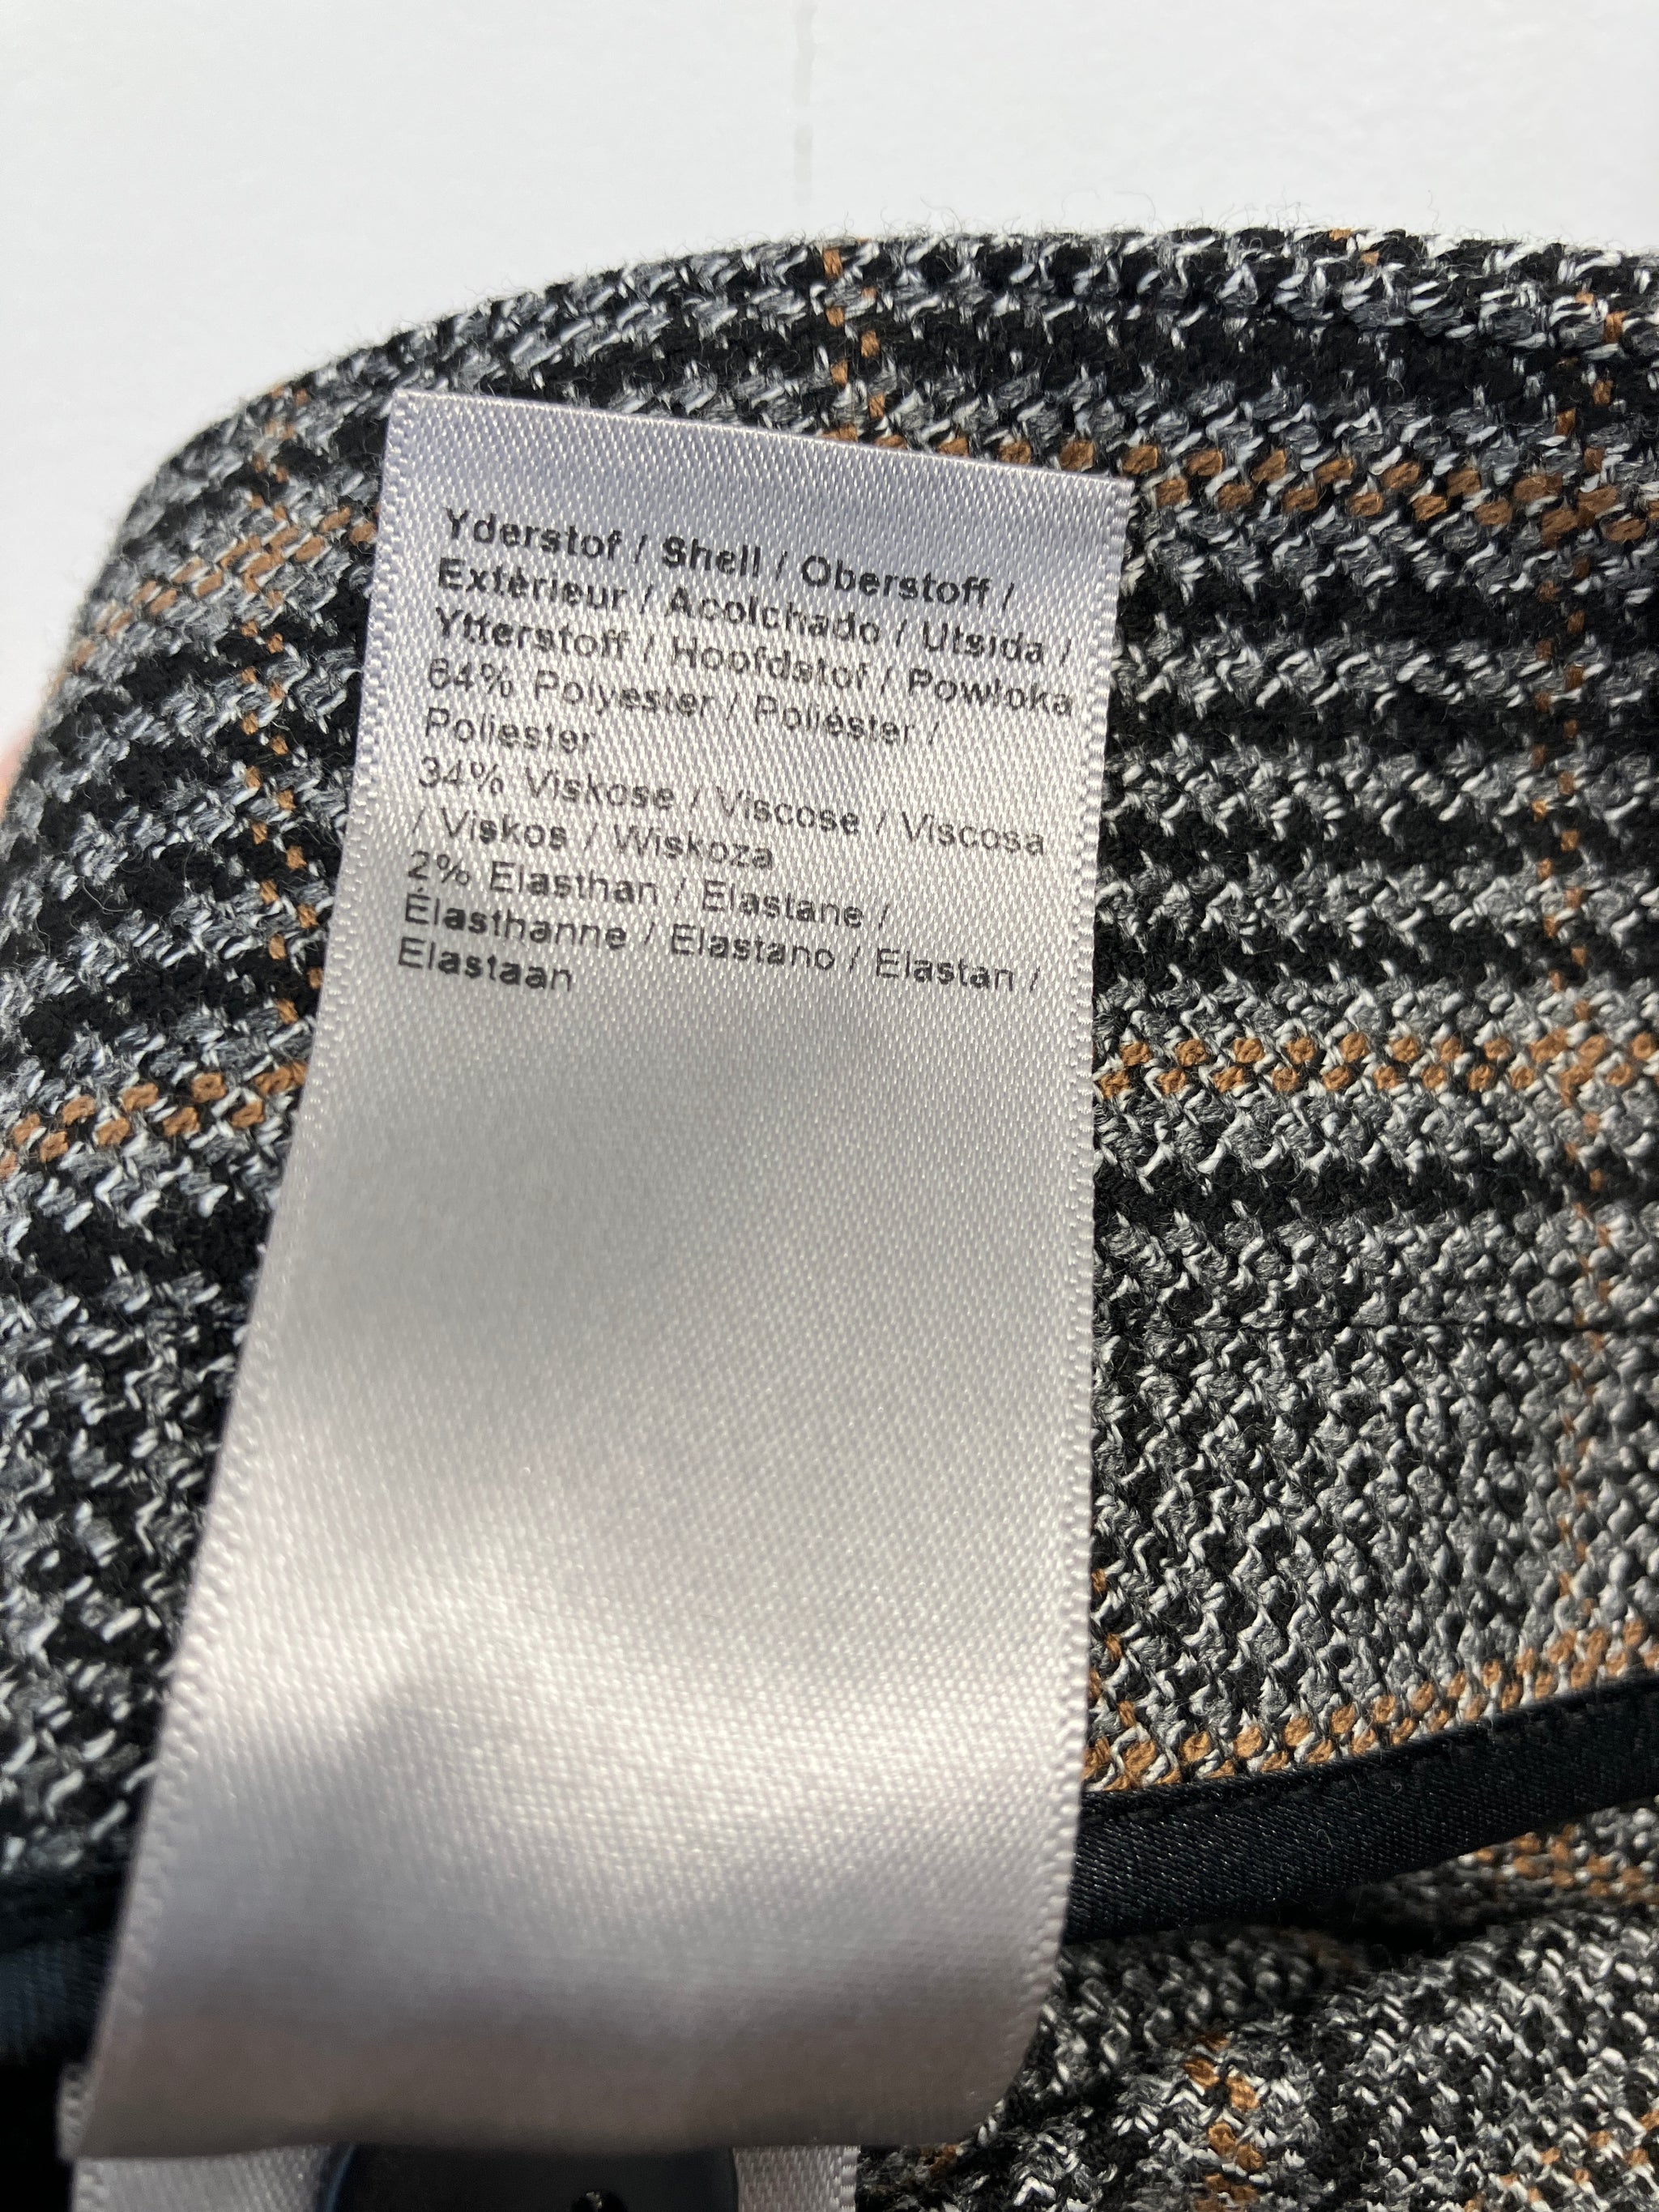 Yderstof / Shell / Oberstoff /
Extérieur / Acolchado / Utsida /
Ytterstoff / Hoofdstof / Powłoka
64% Polyester / Poliéster /
Poliester
34% Viskose / Viscose / Viscosa
/ Viskos / Wiskoza
2% Elasthan / Elastane /
Élasthanne / Elastano / Elastan /
Elastaan